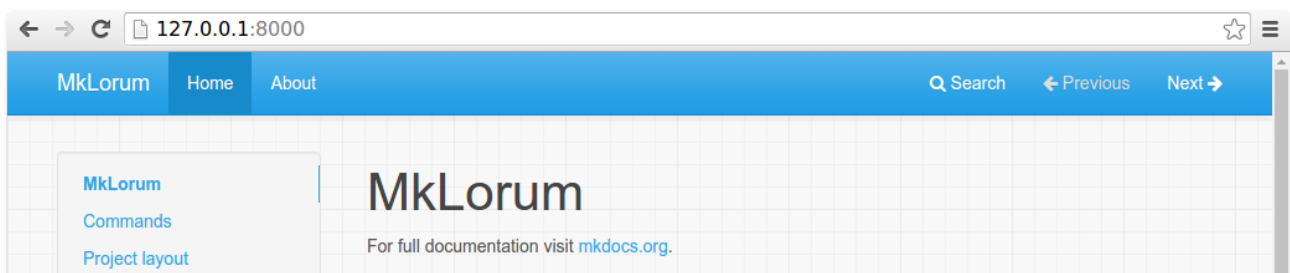 127.0.0.1:8000
MkLorum Home About Search Previous Next
MkLorum
Commands
Project layout
MkLorum
For full documentation visit mkdocs.org.